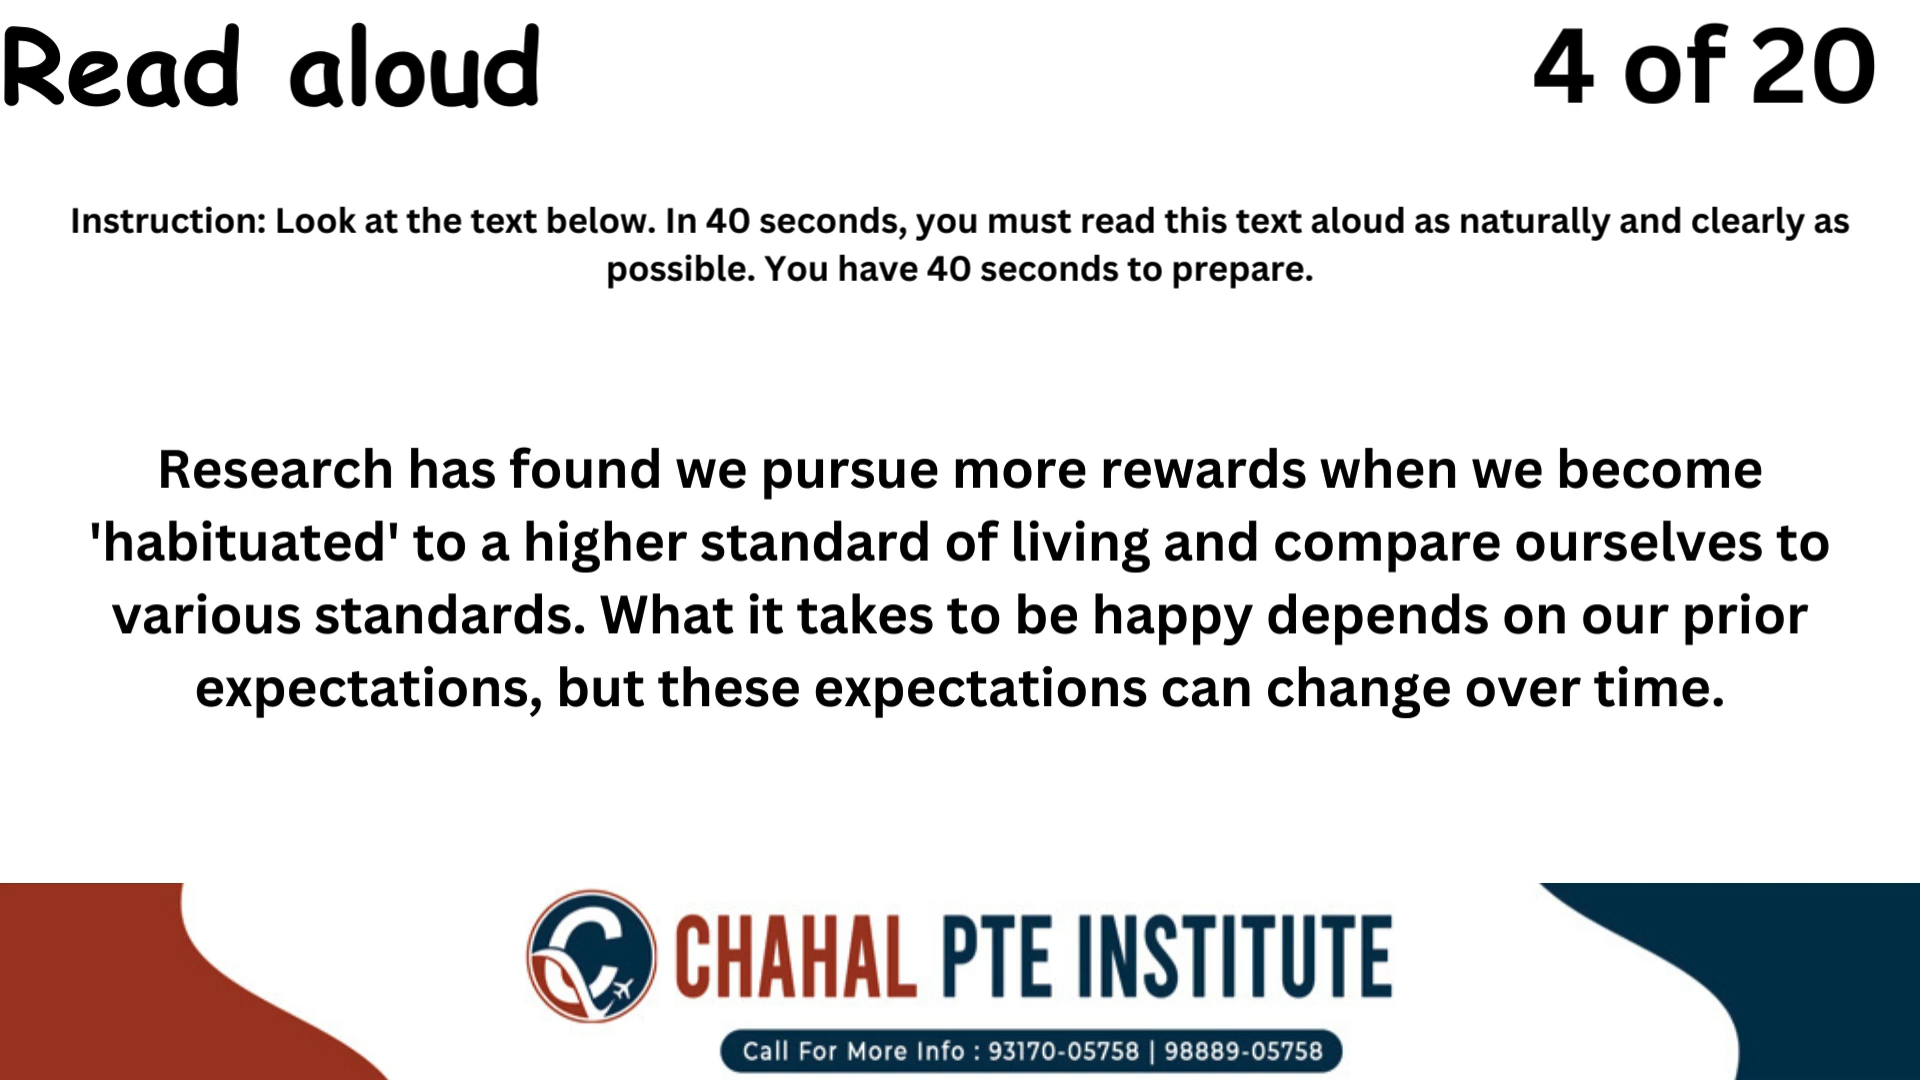 Read aloud
4 of 20
Instruction: Look at the text below. In 40 seconds, you must read this text aloud as naturally and clearly as
possible. You have 40 seconds to prepare.
Research has found we pursue more rewards when we become
'habituated' to a higher standard of living and compare ourselves to
various standards. What it takes to be happy depends on our prior
expectations, but these expectations can change over time.
CHAHAL PTE INSTITUTE
Call For More Info : 93170-05758 | 98889-05758